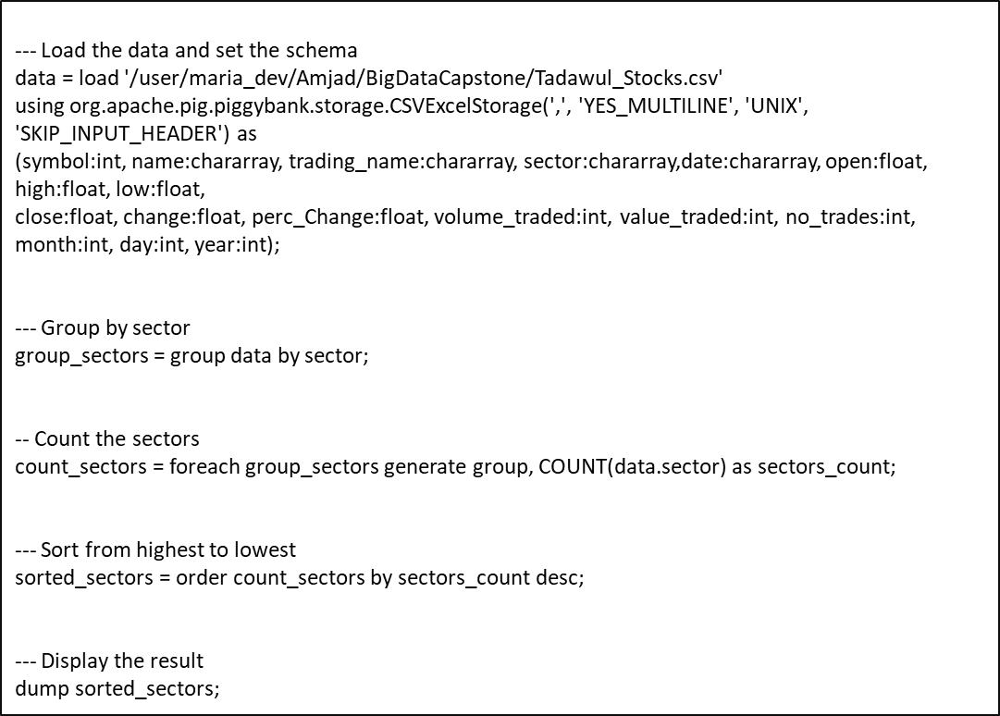 --- Load the data and set the schema
data = load '/user/maria_dev/Amjad/BigDataCapstone/Tadawul_Stocks.csv'
using org.apache.pig.piggybank.storage.CSVExcelStorage(',', 'YES_MULTILINE', 'UNIX',
'SKIP_INPUT_HEADER') as
(symbol:int, name:chararray, trading_name:chararray, sector:chararray,date:chararray, open:float,
high:float, low:float,
close:float, change:float, perc_Change:float, volume_traded:int, value_traded:int, no_trades:int,
month:int, day:int, year:int);
--- Group by sector
group_sectors = group data by sector;
-- Count the sectors
count_sectors = foreach group_sectors generate group, COUNT(data.sector) as sectors_count;
--- Sort from highest to lowest
sorted_sectors = order count_sectors by sectors_count desc;
--- Display the result
dump sorted_sectors;